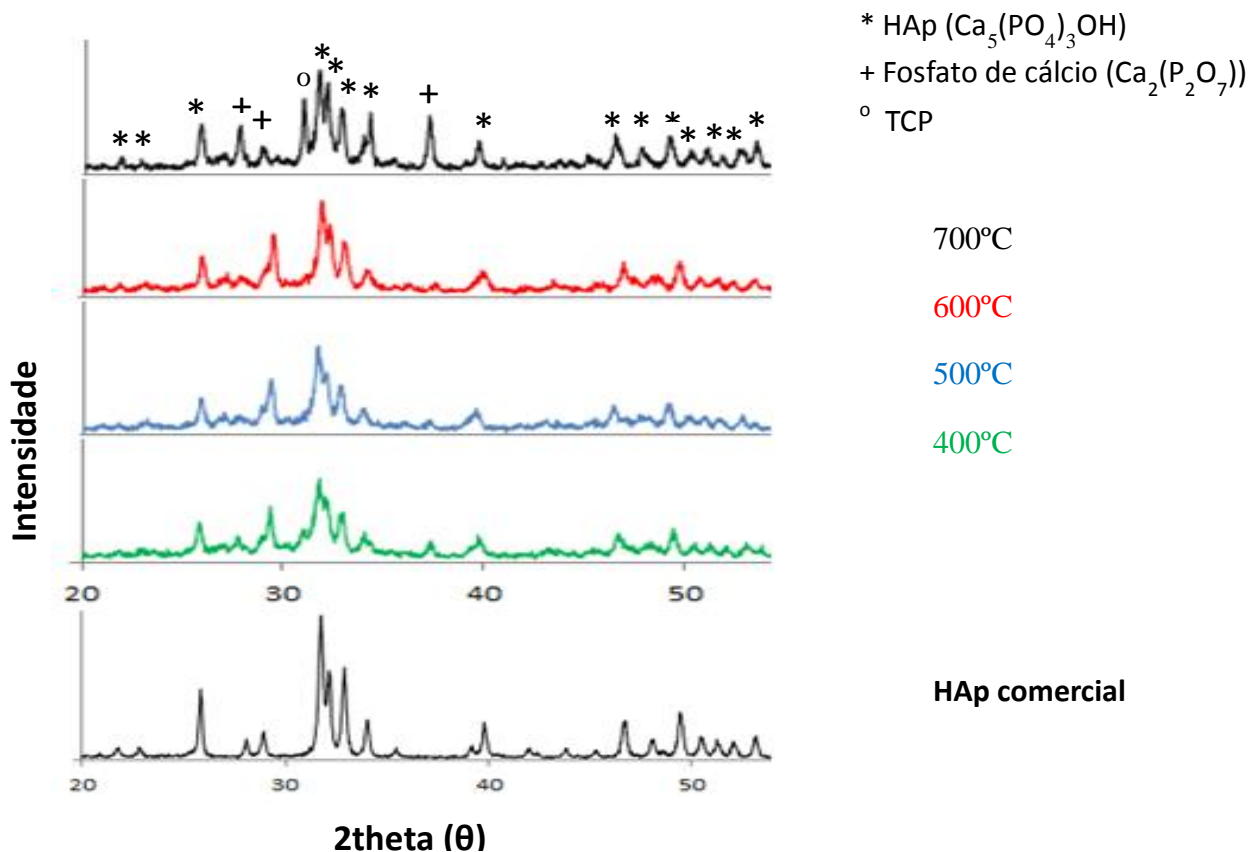 * HAp (Ca5(PO4)3OH)
+ Fosfato de cálcio (Ca2(P2O7))
o TCP
* * * + + o * * * * + * * * * * * * *
700ºC
600ºC
500ºC
400ºC
Intensidade
20 30 40 50
HAp comercial
20 30 40 50
2theta (θ)